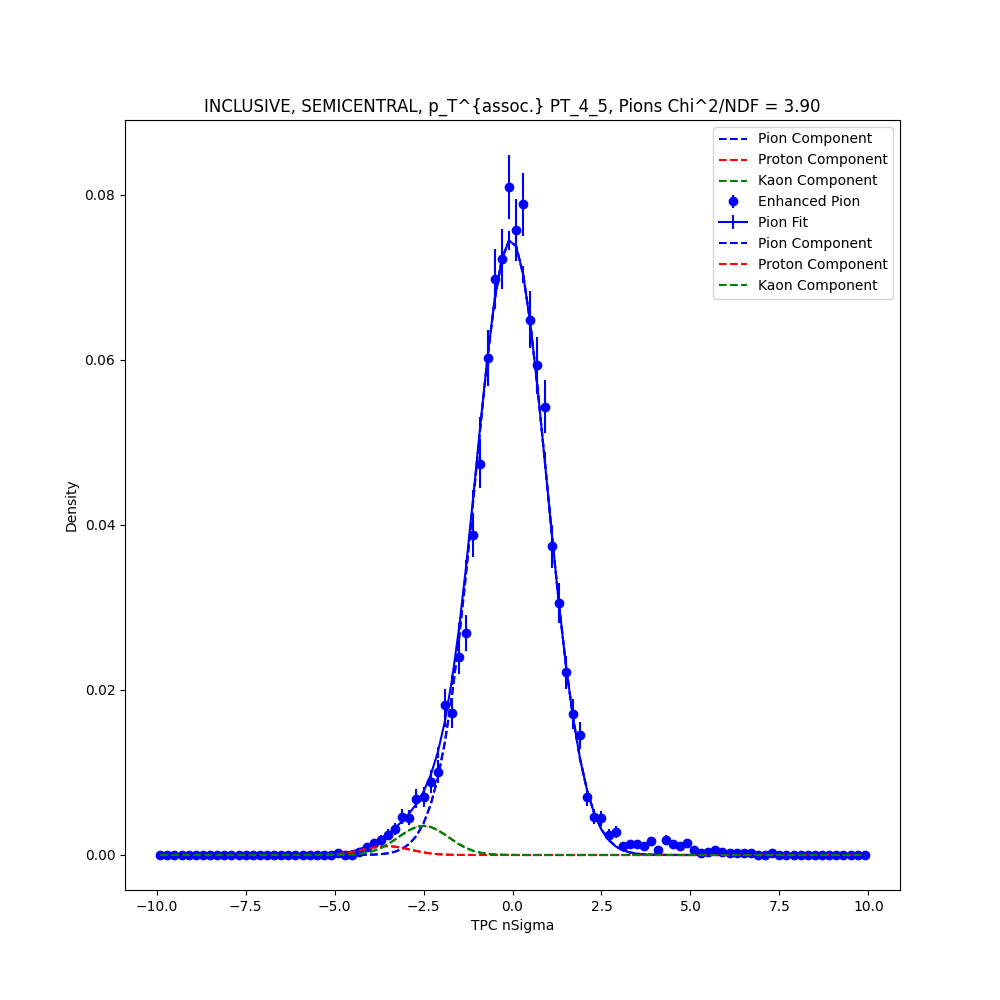 INCLUSIVE, SEMICENTRAL, p_T^{assoc.} PT_4_5, Pions Chi^2/NDF = 3.90
Pion Component
Proton Component
Kaon Component
Enhanced Pion
Pion Fit
Pion Component
Proton Component
Kaon Component
0.08
0.06
0.04
0.02
0.00
Density
−10.0 −7.5 −5.0 −2.5 0.0 2.5 5.0 7.5 10.0
TPC nSigma